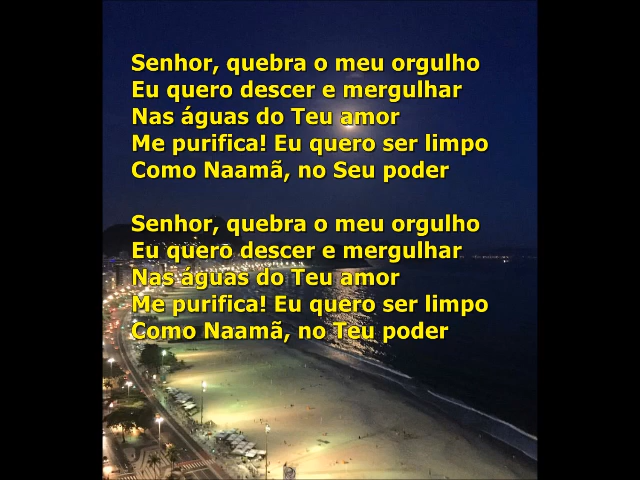 Senhor, quebra o meu orgulho
Eu quero descer e mergulhar
Nas águas do Teu amor
Me purifica! Eu quero ser limpo
Como Naamã, no Seu poder
Senhor, quebra o meu orgulho
Eu quero descer e mergulhar
Nas águas do Teu amor
Me purifica! Eu quero ser limpo
Como Naamã, no Teu poder